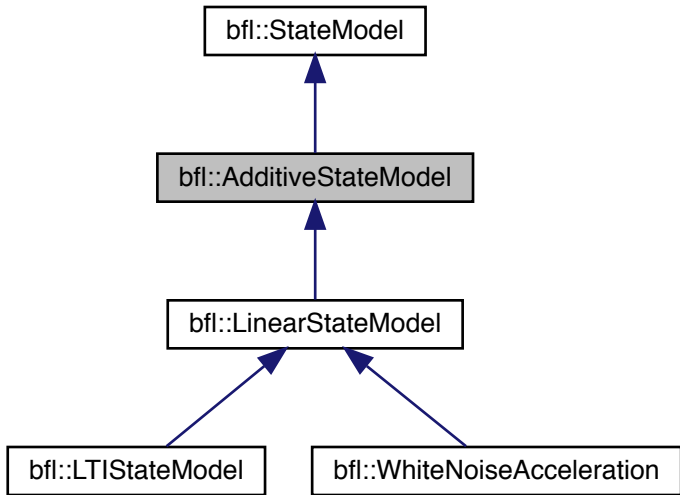 bfl::StateModel
bfl::AdditiveStateModel
bfl::LinearStateModel
bfl::LTIStateModel
bfl::WhiteNoiseAcceleration